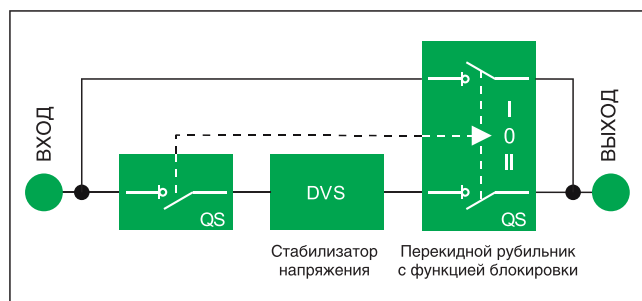 ВХОД
QS
DVS
I
0
II
QS
ВЫХОД
Стабилизатор
напряжения
Перекидной рубильник
с функцией блокировки